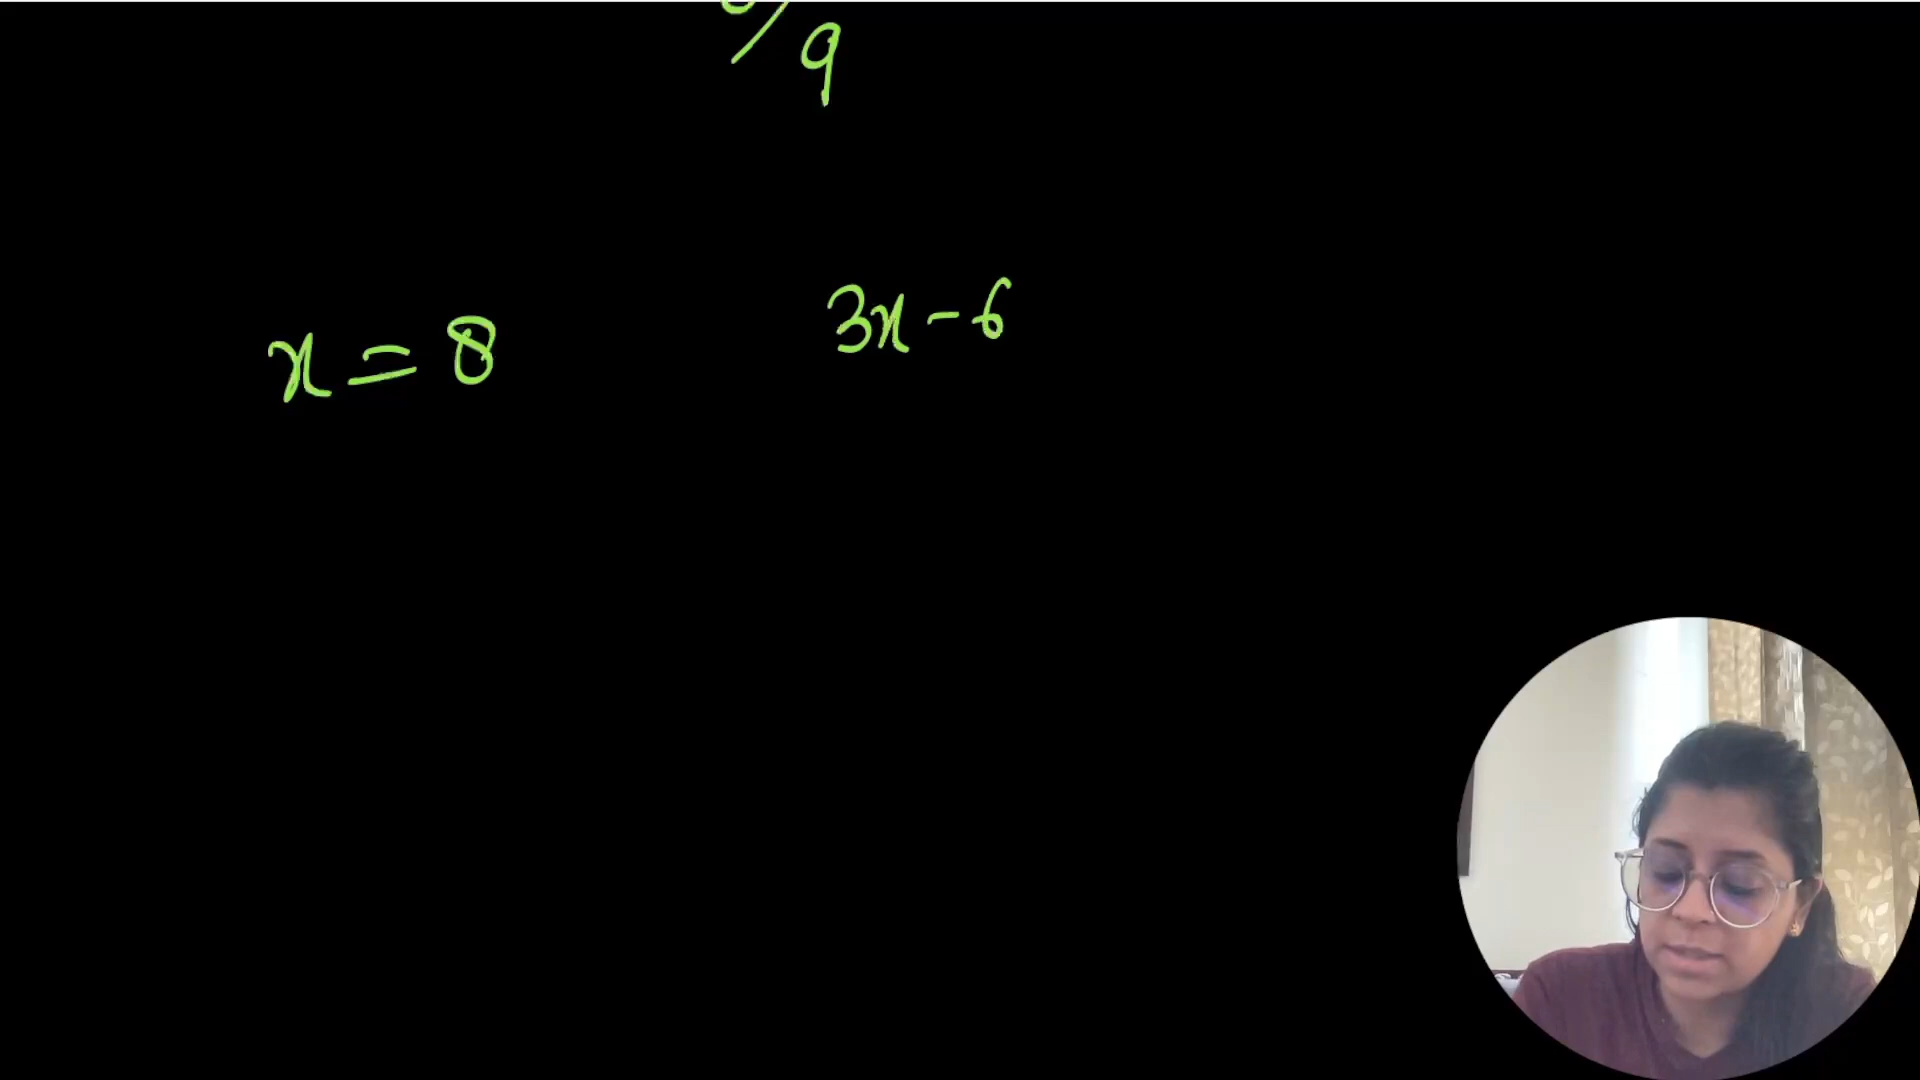 /9
x = 8
3x - 6